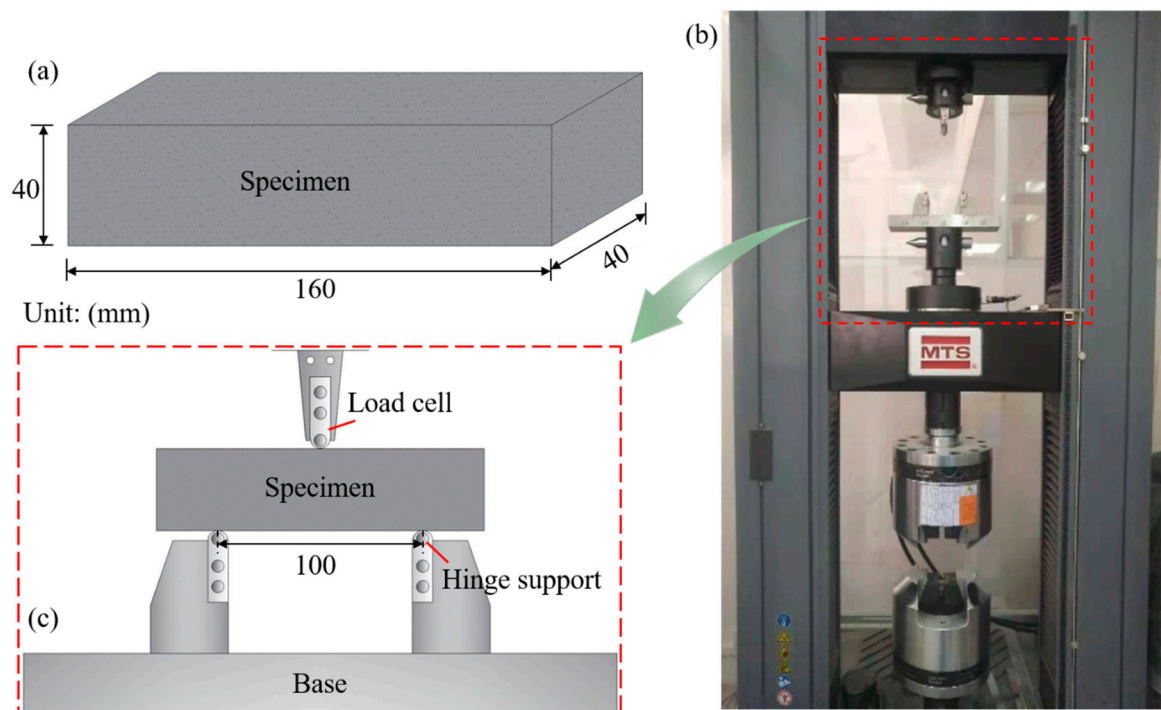 (a)
40
Specimen
40
160
Unit: (mm)
(b)
MTS
Load cell
Specimen
100
Hinge support
(c)
Base